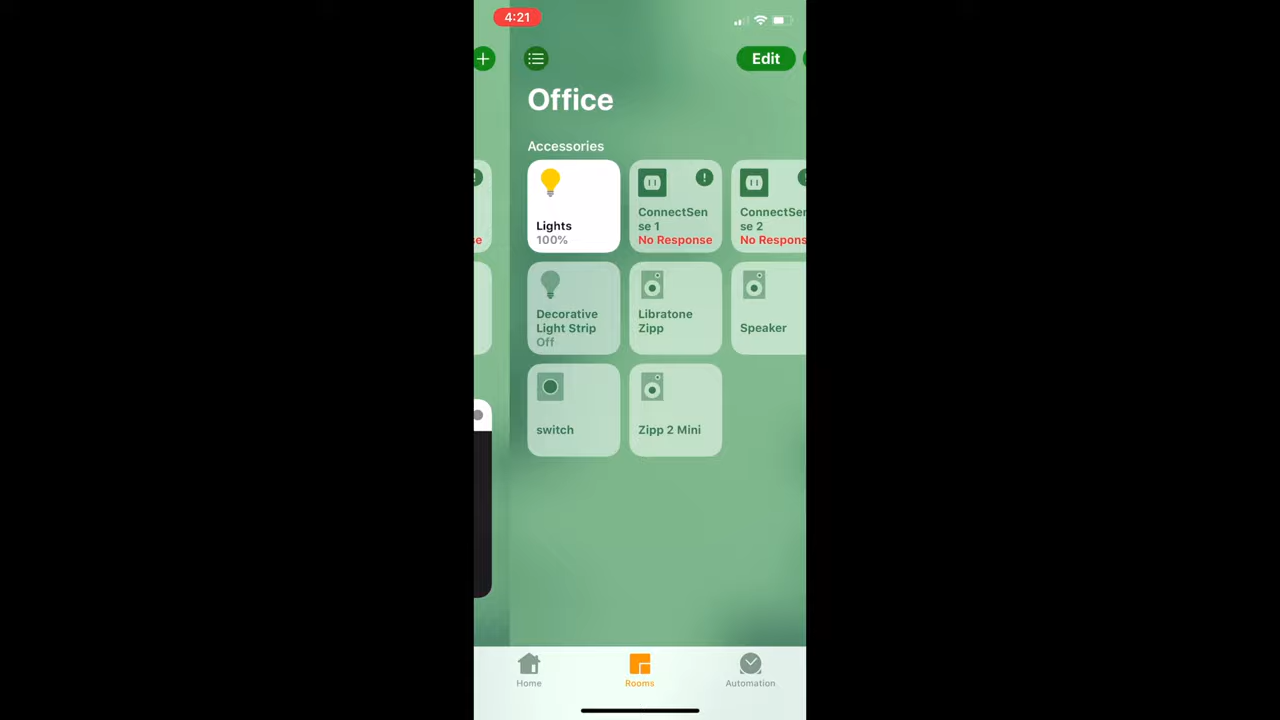 4:21
Edit
Office
Accessories
Lights
100%
ConnectSen
se 1
No Response
ConnectSen
se 2
No Respons
se
Decorative
Light Strip
Off
Libratone
Zipp
Speaker
switch
Zipp 2 Mini
Home
Rooms
Automation